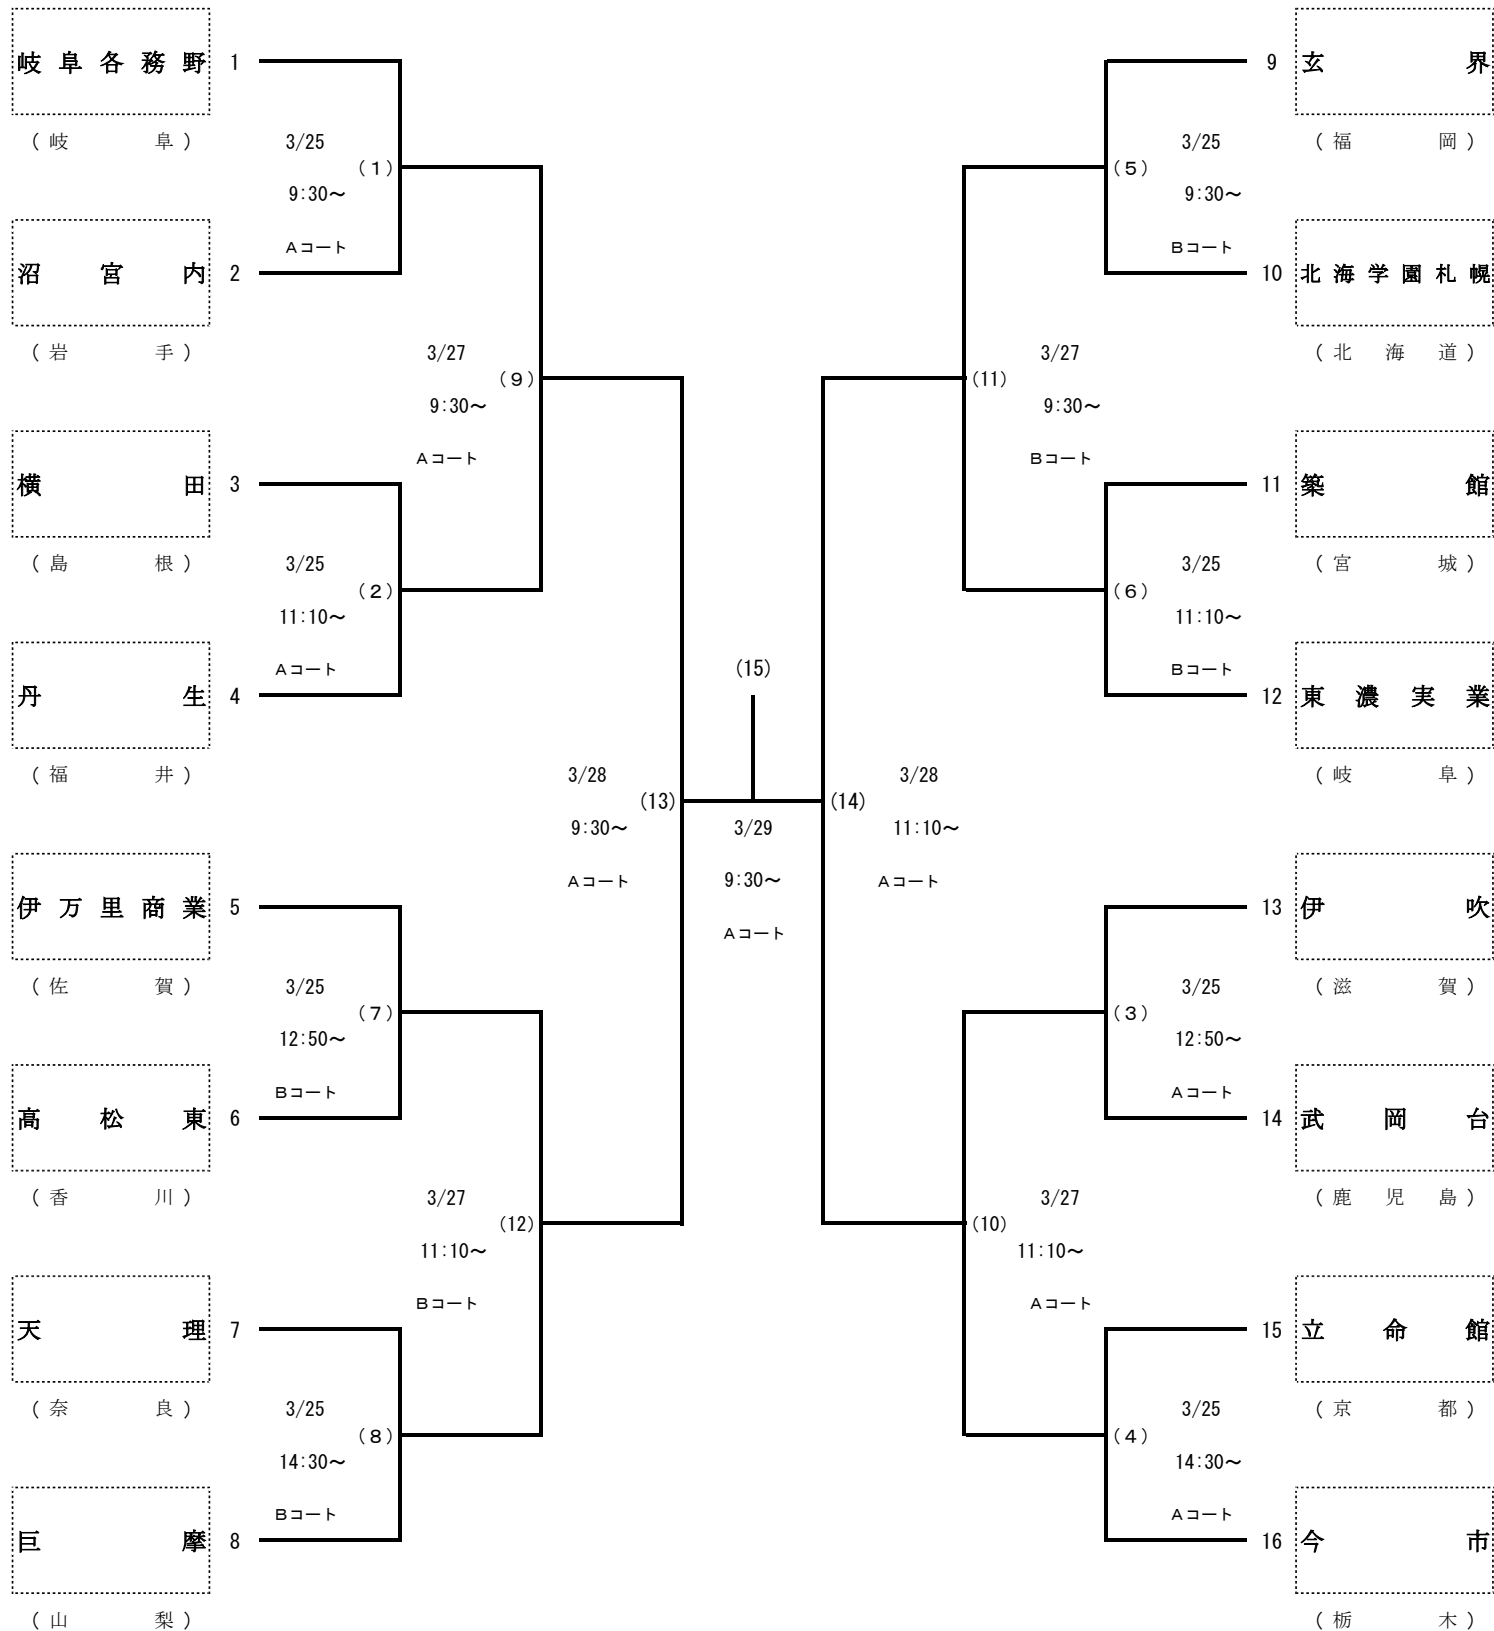 岐阜各務野 1
(岐阜)
3/25
(1)
9:30～
Aコート
沼宮内 2
(岩手)
3/27
(9)
9:30～
Aコート
横田 3
(島根)
3/25
(2)
11:10～
Aコート
丹生 4
(福井)
3/28
(13)
9:30～
Aコート
伊万里商業 5
(佐賀)
3/25
(7)
12:50～
Bコート
高松東 6
(香川)
3/27
(12)
11:10～
Bコート
天理 7
(奈良)
3/25
(8)
14:30～
Bコート
巨摩 8
(山梨)
(15)
3/29
9:30～
Aコート
9 玄界
(福岡)
3/25
(5)
9:30～
Bコート
10 北海学園札幌
(北海道)
3/27
(11)
9:30～
Bコート
11 築館
(宮城)
3/25
(6)
11:10～
Bコート
12 東濃実業
(岐阜)
3/28
(14)
11:10～
Aコート
13 伊吹
(滋賀)
3/25
(3)
12:50～
Aコート
14 武岡台
(鹿児島)
3/27
(10)
11:10～
Aコート
15 立命館
(京都)
3/25
(4)
14:30～
Aコート
16 今市
(栃木)